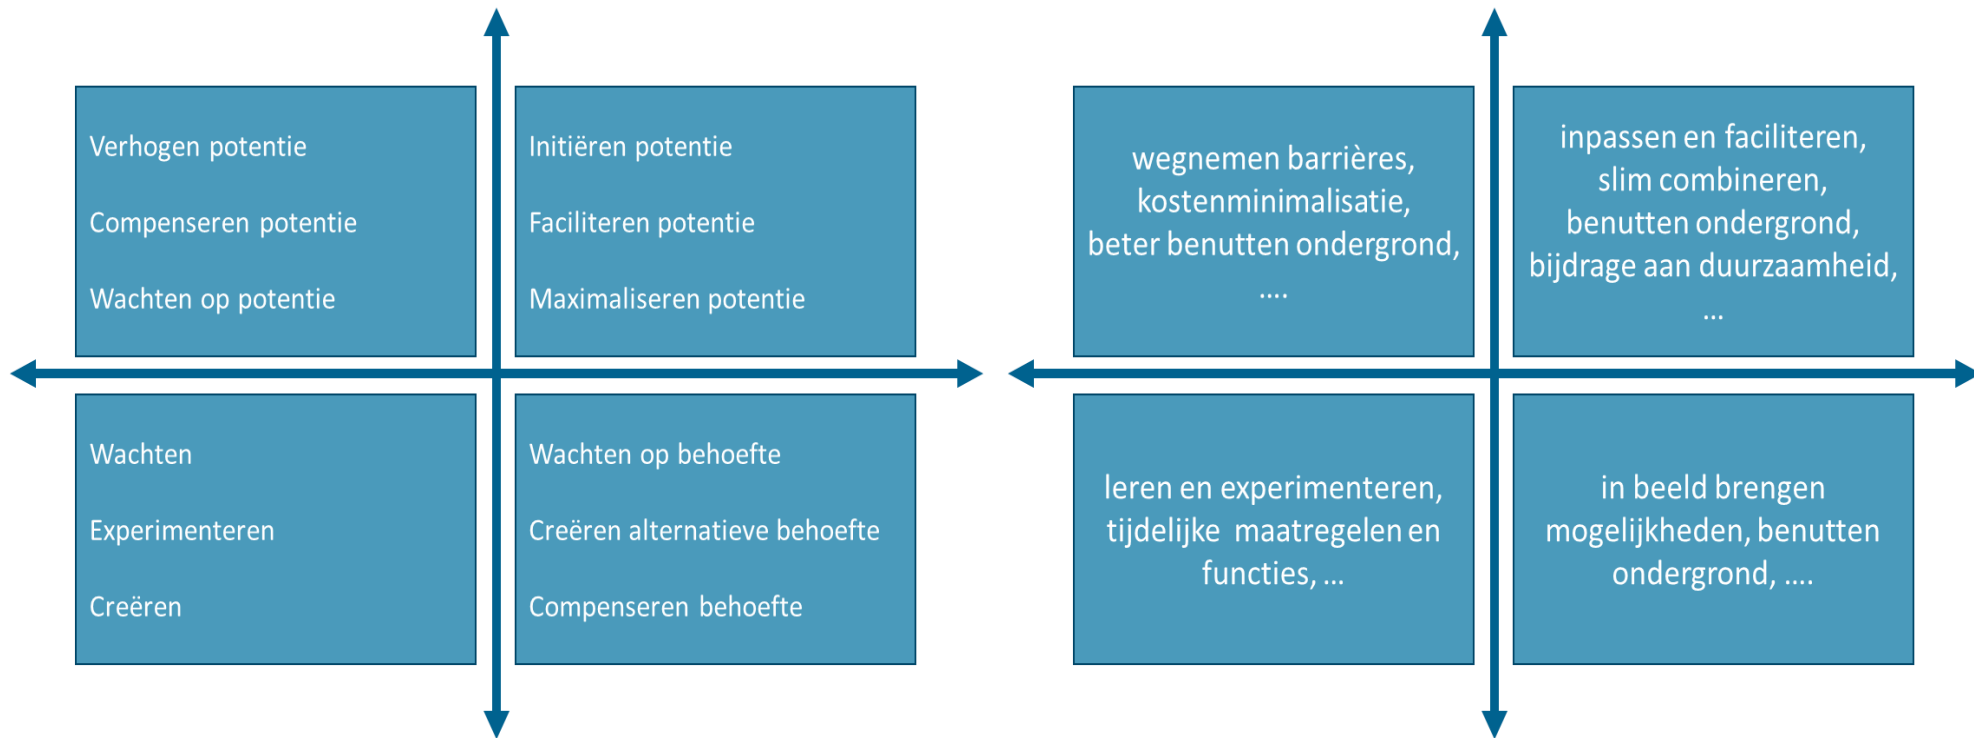 Verhogen potentie
Compenseren potentie
Wachten op potentie
Initiëren potentie
Faciliteren potentie
Maximaliseren potentie
Wachten
Experimenteren
Creëren
Wachten op behoefte
Creëren alternatieve behoefte
Compenseren behoefte
wegnemen barrières,
kostenminimalisatie,
beter benutten ondergrond,
....
inpassen en faciliteren,
slim combineren,
benutten ondergrond,
bijdrage aan duurzaamheid,
...
leren en experimenteren,
tijdelijke maatregelen en
functies, ...
in beeld brengen
mogelijkheden, benutten
ondergrond, ....